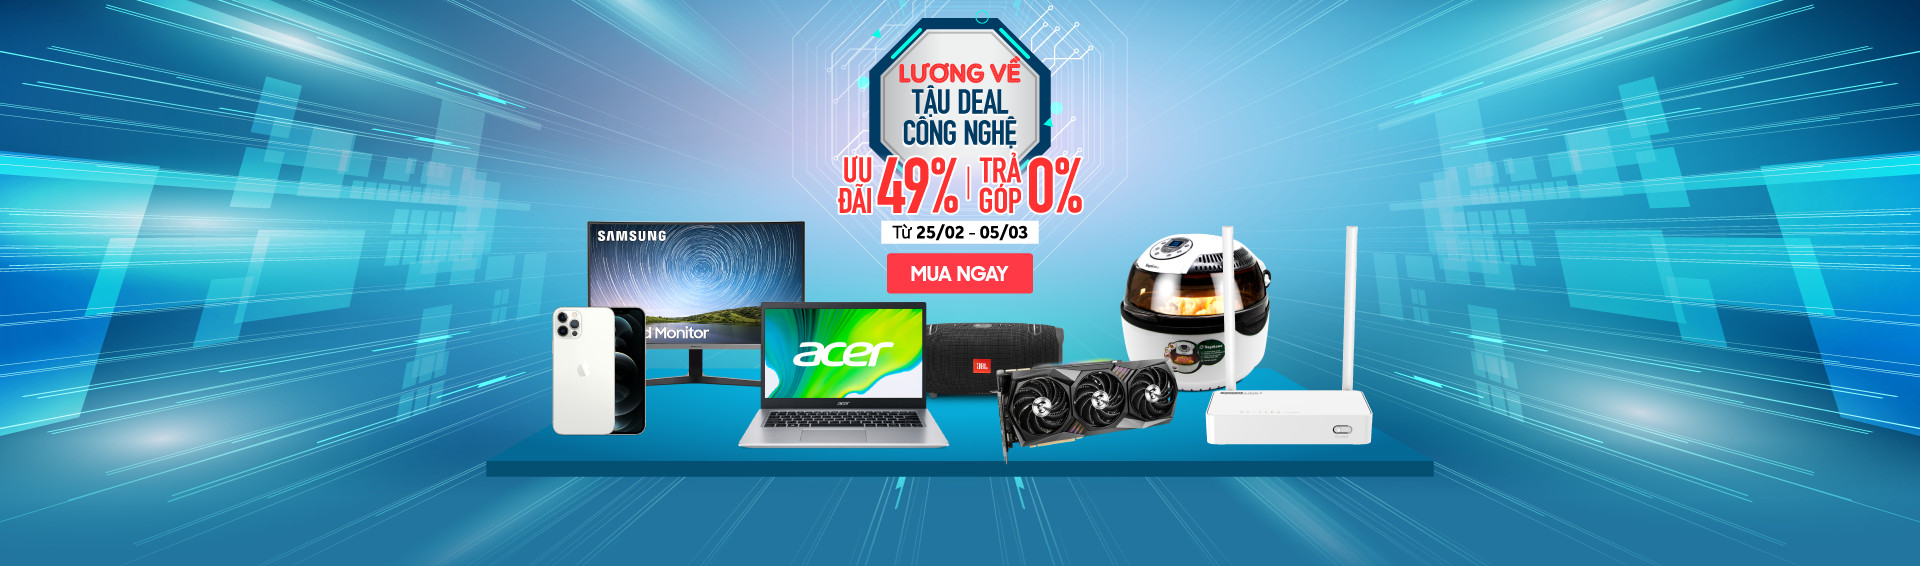 LƯƠNG VỀ
TẬU DEAL
CÔNG NGHỆ
ƯU ĐÃI 49% | TRẢ GÓP 0%
Từ 25/02 - 05/03
MUA NGAY
SAMSUNG
d Monitor
acer
acer
JBL